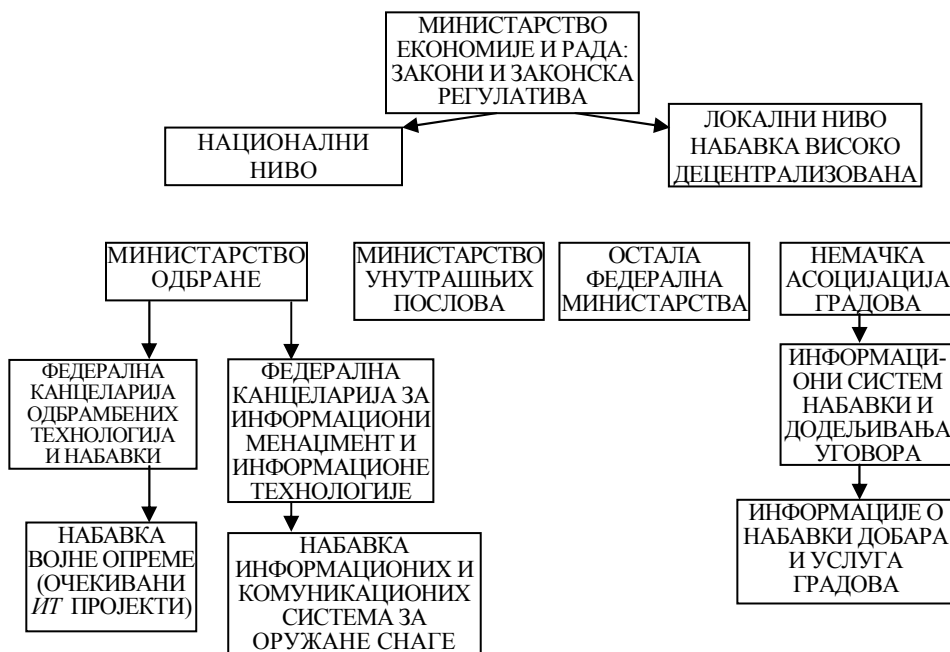 МИНИСТАРСТВО
ЕКОНОМИЈЕ И РАДА:
ЗАКОНИ И ЗАКОНСКА
РЕГУЛАТИВА
НАЦИОНАЛНИ
НИВО
ЛОКАЛНИ НИВО
НАБАВКА ВИСОКО
ДЕЦЕНТРАЛИЗОВАНА
МИНИСТАРСТВО
ОДБРАНЕ
МИНИСТАРСТВО
УНУТРАШЊИХ
ПОСЛОВА
ОСТАЛА
ФЕДЕРАЛНА
МИНИСТАРСТВА
НЕМАЧКА
АСОЦИЈАЦИЈА
ГРАДОВА
ФЕДЕРАЛНА
КАНЦЕЛАРИЈА
ОДБРАМБЕНИХ
ТЕХНОЛОГИЈА
И НАБАВКИ
ФЕДЕРАЛНА
КАНЦЕЛАРИЈА ЗА
ИНФОРМАЦИОНИ
МЕНАЏМЕНТ И
ИНФОРМАЦИОНЕ
ТЕХНОЛОГИЈЕ
ИНФОРМАЦИ-
ОНИ СИСТЕМ
НАБАВКИ И
ДОДЕЉИВАЊА
УГОВОРА
НАБАВКА
ВОЈНЕ ОПРЕМЕ
(ОЧЕКИВАНИ
ИТ ПРОЈЕКТИ)
НАБАВКА
ИНФОРМАЦИОНИХ И
КОМУНИКАЦИОНИХ
СИСТЕМА ЗА
ОРУЖАНЕ СНАГЕ
ИНФОРМАЦИЈЕ О
НАБАВКИ ДОБАРА
И УСЛУГА
ГРАДОВА